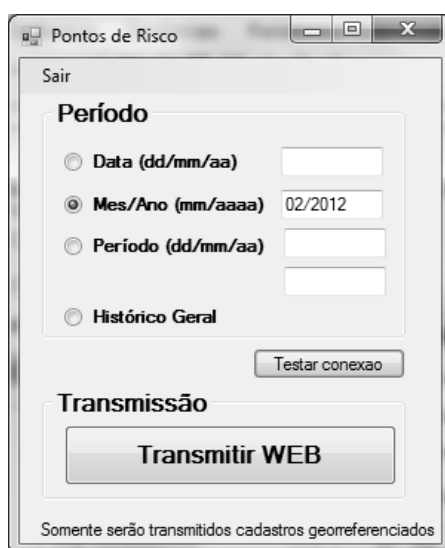 Pontos de Risco
Sair
Período
Data (dd/mm/aa)
Mes/Ano (mm/aaaa) 02/2012
Período (dd/mm/aa)
Histórico Geral
Testar conexao
Transmissão
Transmitir WEB
Somente serão transmitidos cadastros georreferenciados